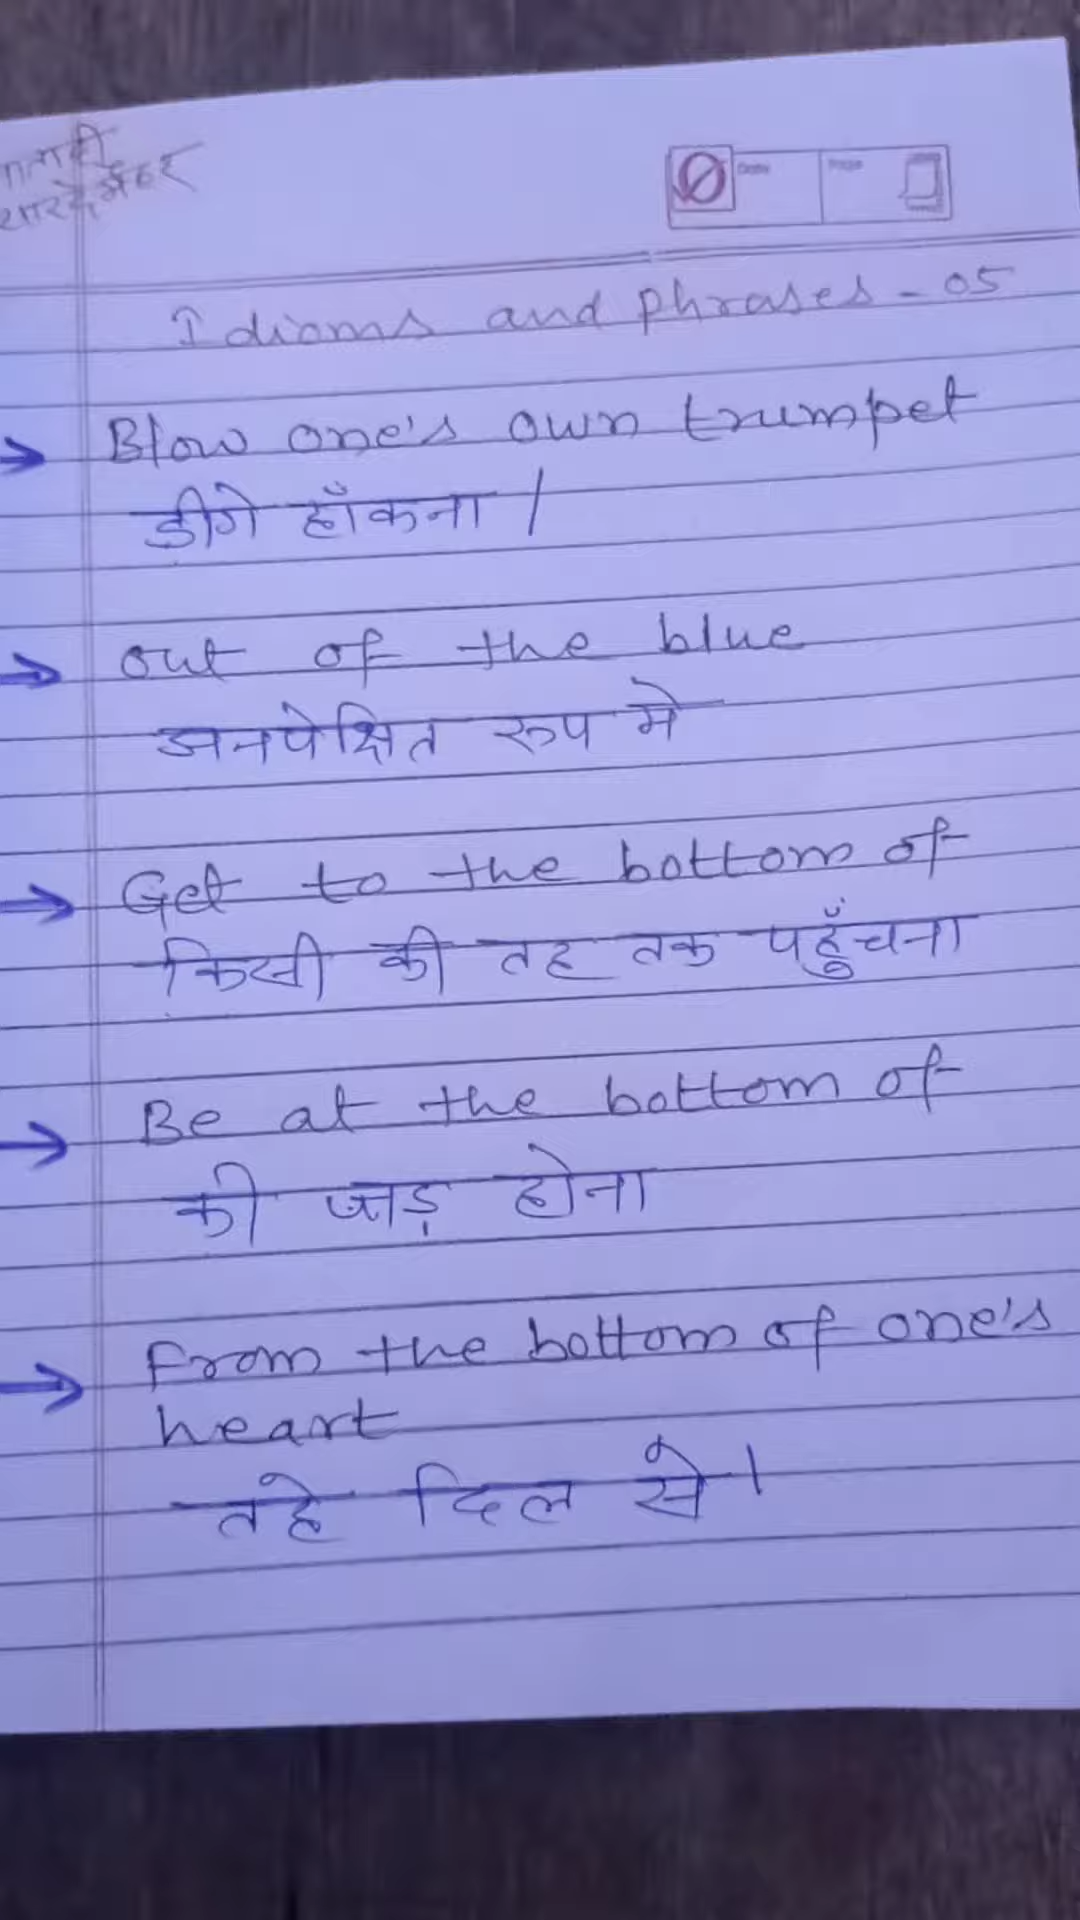 Idioms and phrases - 05
Blow one's own trumpet
डीगे हाँकना /
out of the blue
अनपेक्षित रुप मे
Get to the bottom of
किसी की तह तक पहुँचना
Be at the bottom of
की जाड़ होना
From the bottom of one's
heart
तहे दिल से।